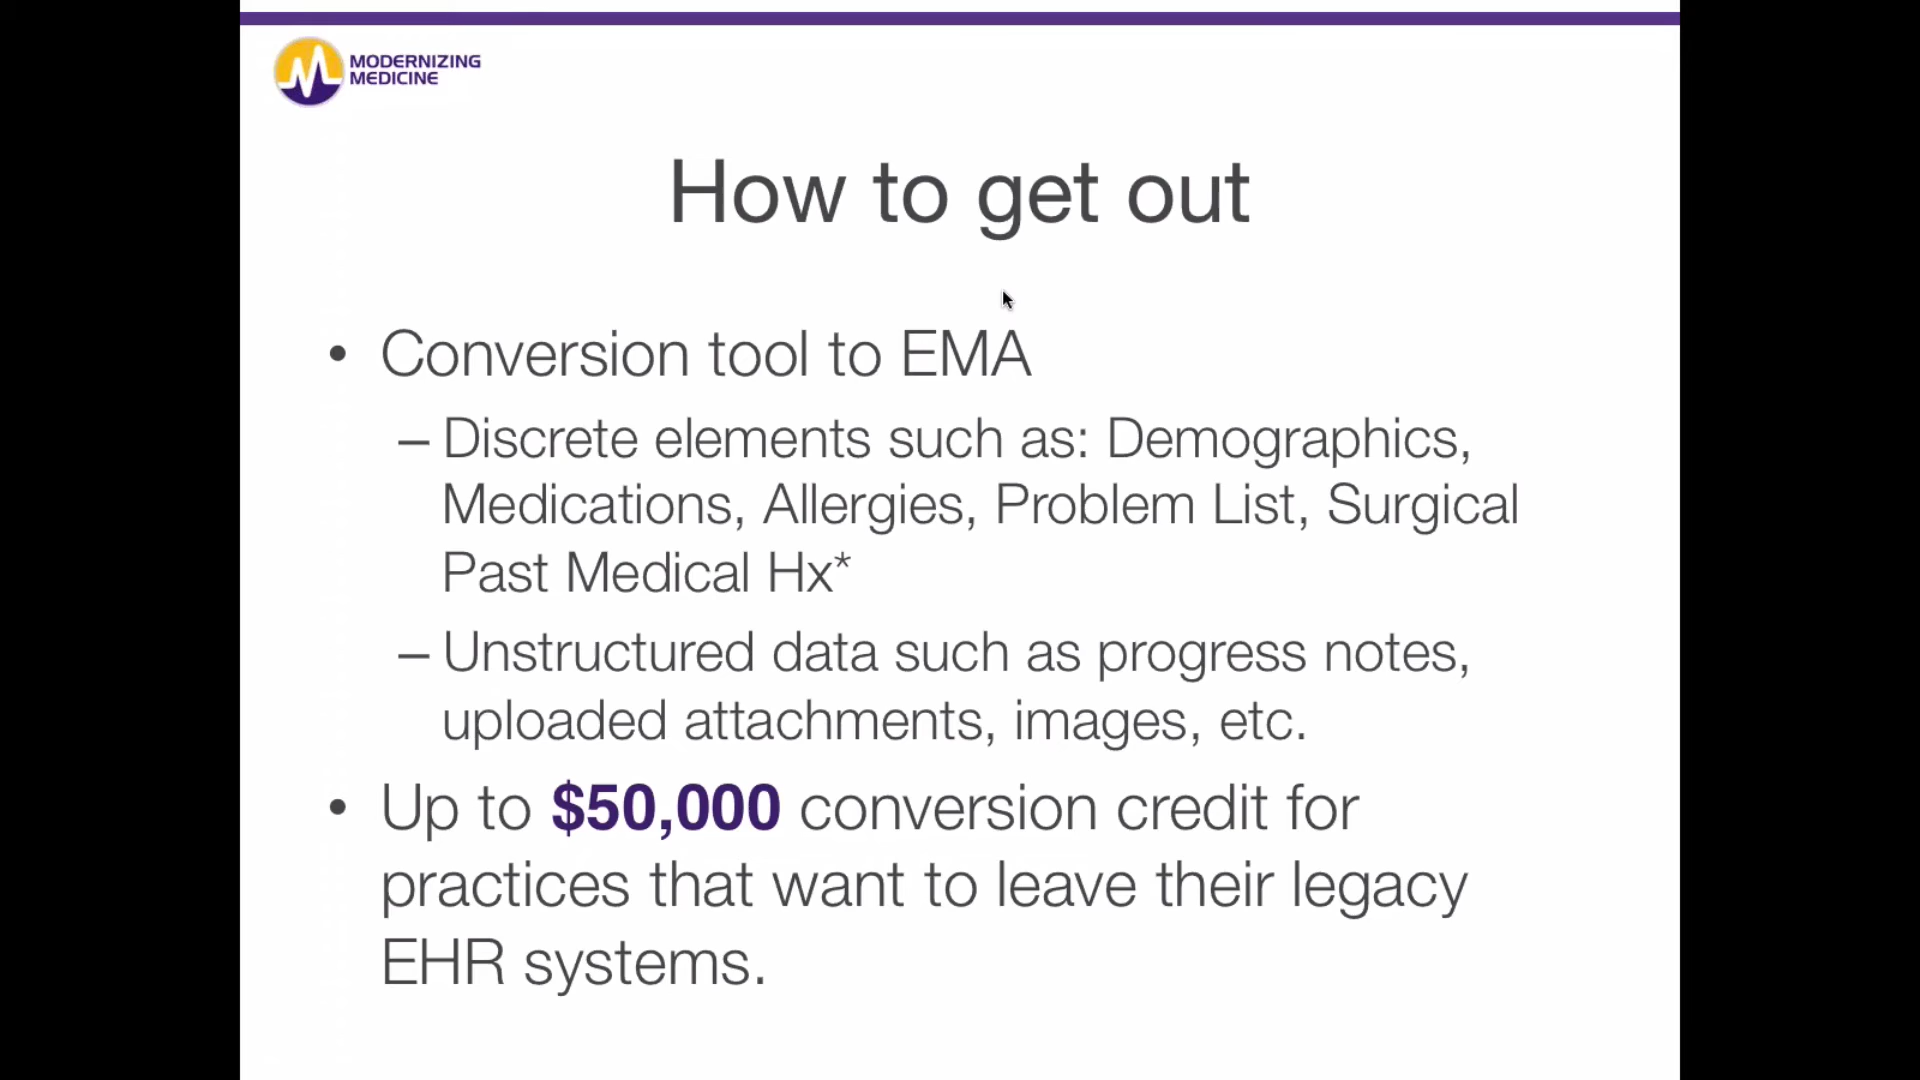 MODERNIZING
MEDICINE
How to get out
• Conversion tool to EMA
– Discrete elements such as: Demographics,
Medications, Allergies, Problem List, Surgical
Past Medical Hx*
– Unstructured data such as progress notes,
uploaded attachments, images, etc.
• Up to $50,000 conversion credit for
practices that want to leave their legacy
EHR systems.